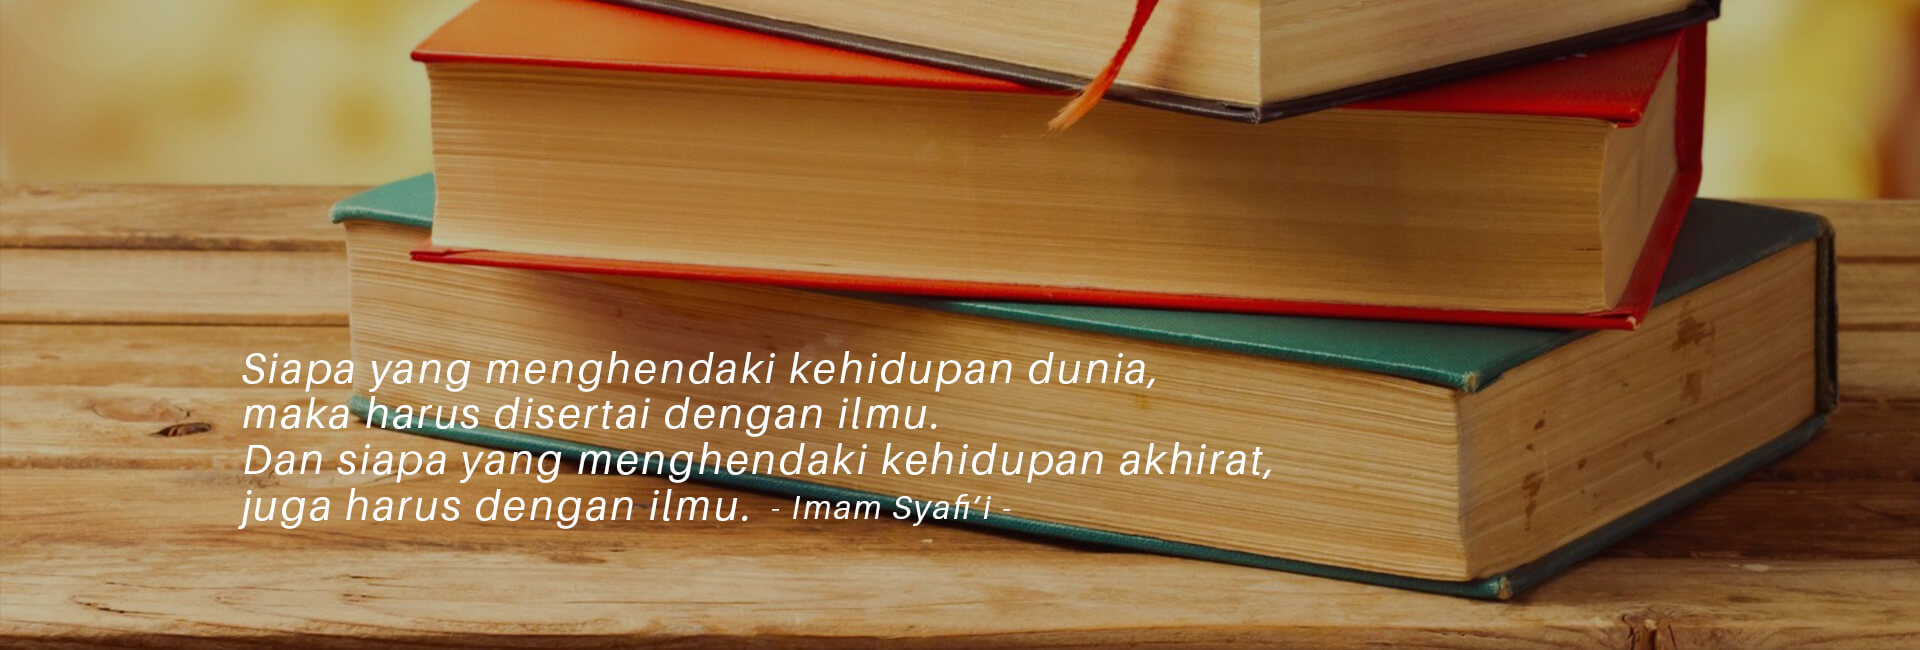 Siapa yang menghendaki kehidupan dunia,
maka harus disertai dengan ilmu.
Dan siapa yang menghendaki kehidupan akhirat,
juga harus dengan ilmu. - Imam Syafi’i -